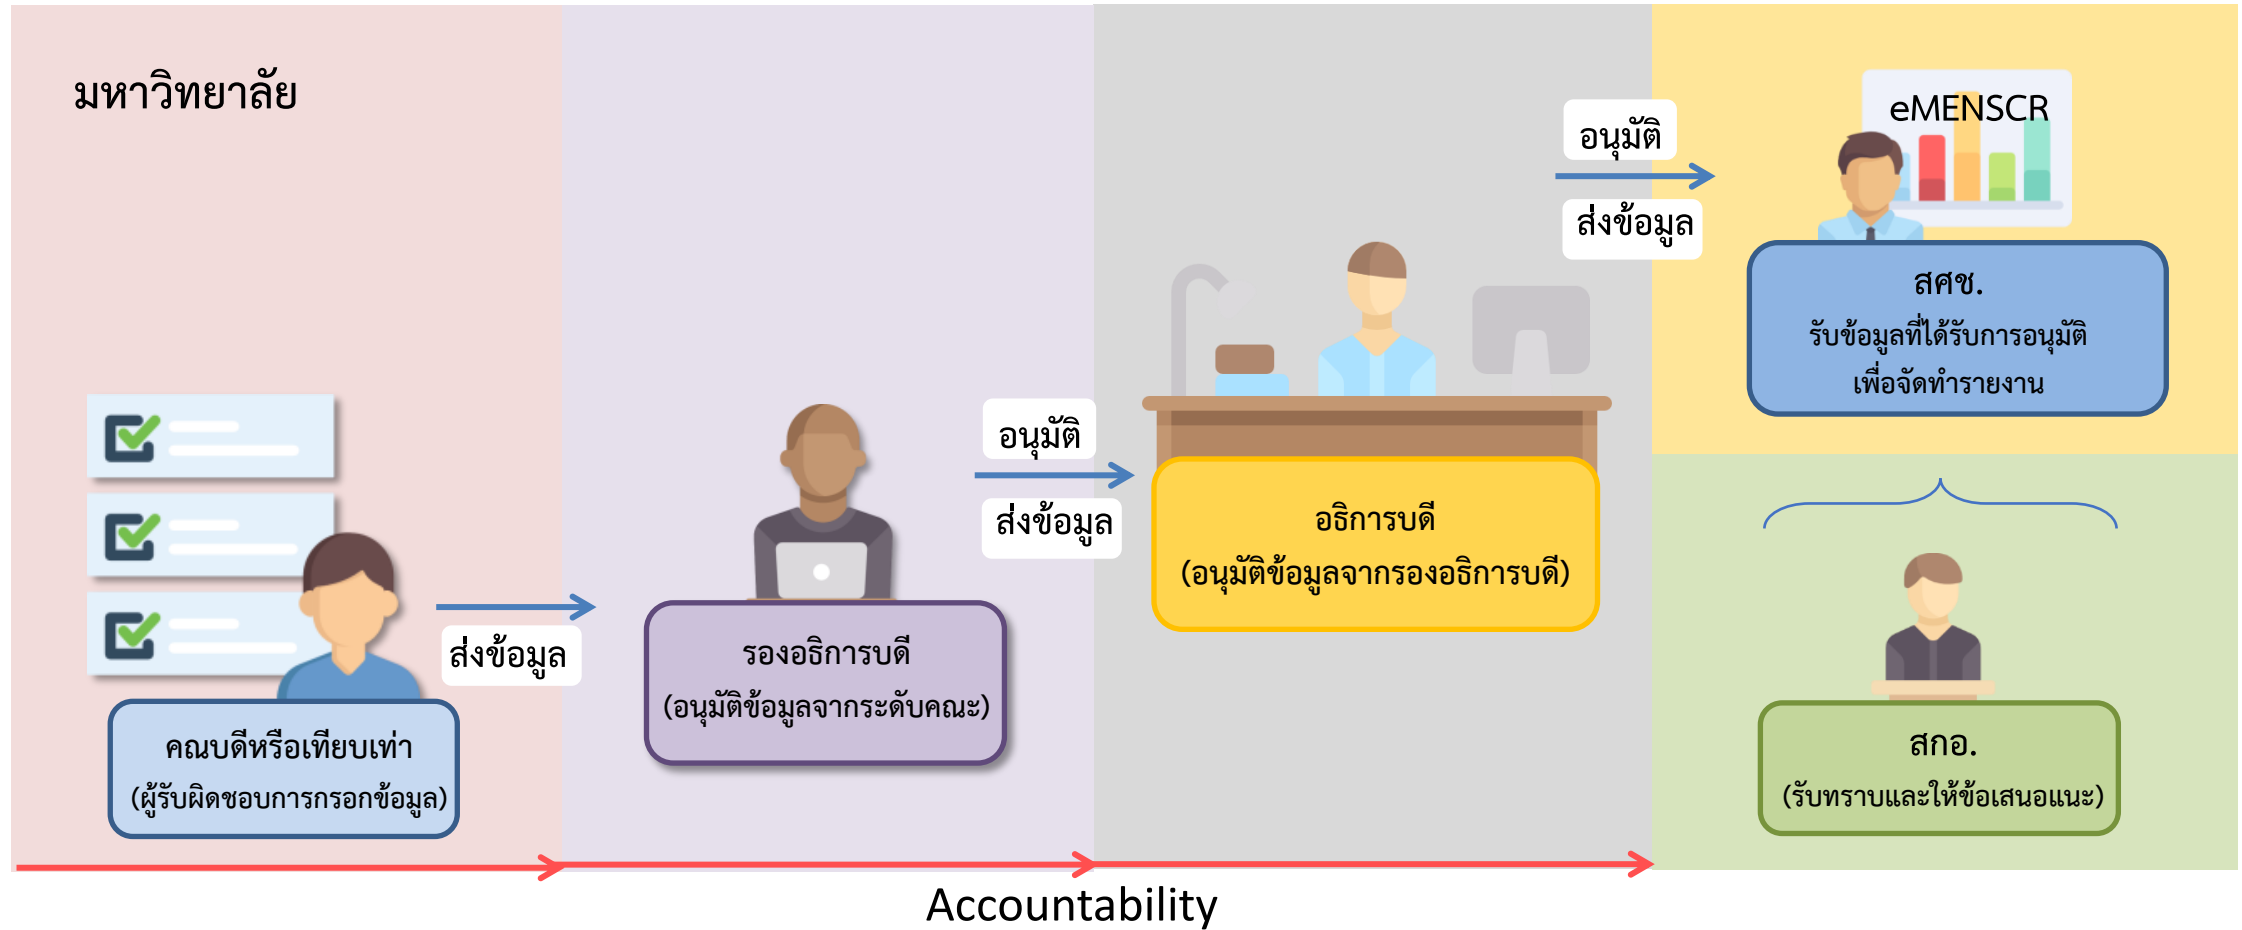 มหาวิทยาลัย
คณบดีหรือเทียบเท่า
(ผู้รับผิดชอบการกรอกข้อมูล)
ส่งข้อมูล
รองอธิการบดี
(อนุมัติข้อมูลจากระดับคณะ)
อนุมัติ
ส่งข้อมูล
อธิการบดี
(อนุมัติข้อมูลจากรองอธิการบดี)
อนุมัติ
ส่งข้อมูล
eMENSCR
สศช.
รับข้อมูลที่ได้รับการอนุมัติ
เพื่อจัดทำรายงาน
สกอ.
(รับทราบและให้ข้อเสนอแนะ)
Accountability